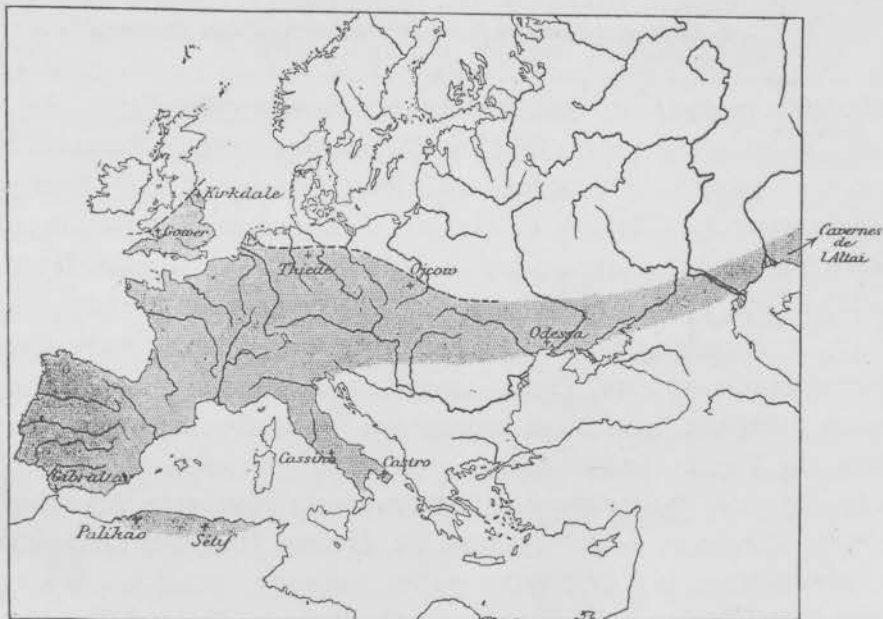 Kirkdale
Gower
Thiede
Ojcow
Cavernes
de
l'Altaï
Odessa
Cassino
Castro
Gibraltar
Palikao
Sétif